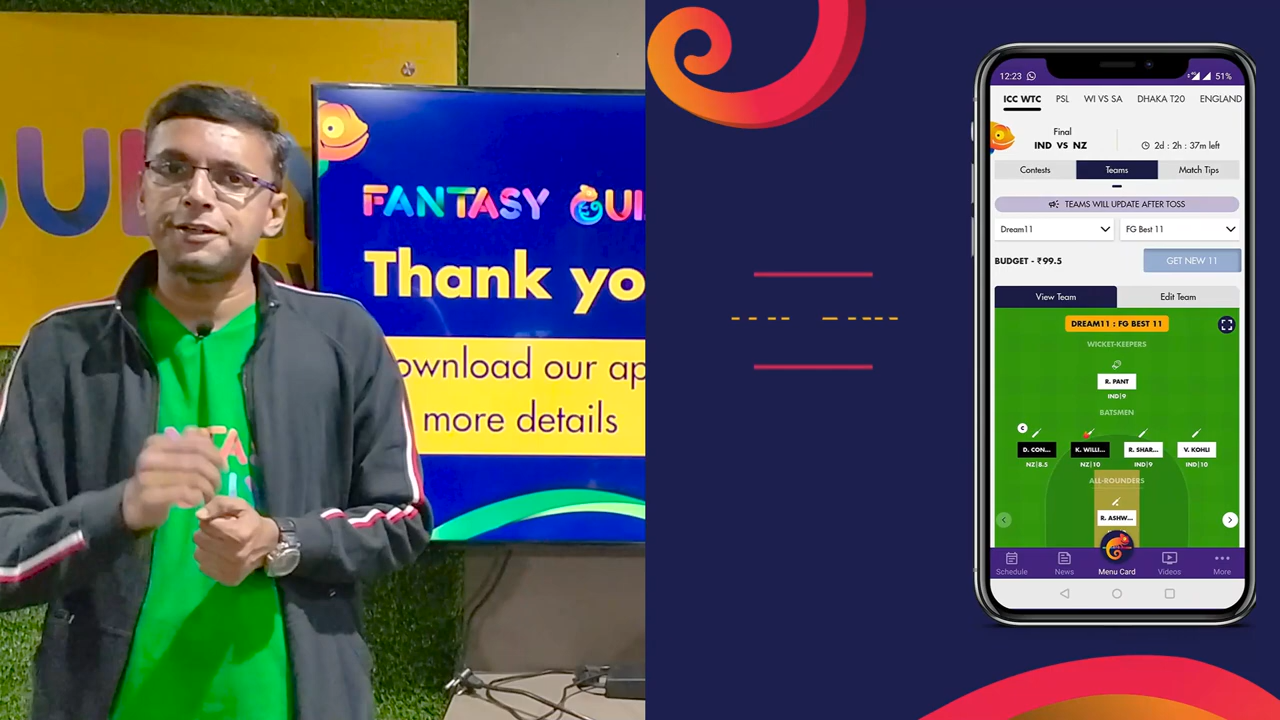 FANTASY
Thank yo
ownload our ap
more details
12:23
51%
ICC WTC PSL WI VS SA DHAKA T20 ENGLAND
Final
IND VS NZ
2d : 2h : 37m left
Contests Teams Match Tips
TEAMS WILL UPDATE AFTER TOSS
Dream11 FG Best 11
BUDGET - ₹99.5 GET NEW 11
View Team Edit Team
DREAM11 : FG BEST 11
WICKET-KEEPERS
R. PANT
IND|9
BATSMEN
C
D. CON... K. WILLI... R. SHAR... V. KOHLI
NZ|8.5 NZ|10 IND|9 IND|10
ALL-ROUNDERS
R. ASHW...
Schedule News Menu Card Videos More